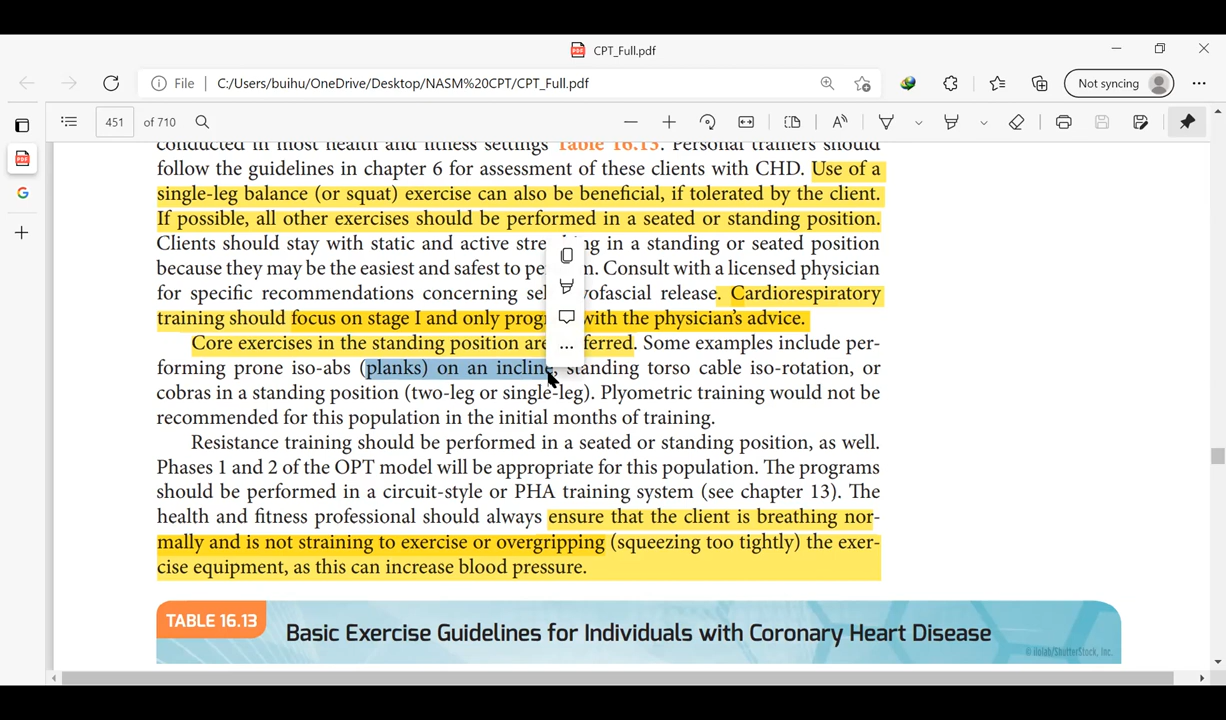 CPT_Full.pdf
File C:/Users/buihu/OneDrive/Desktop/NASM%20CPT/CPT_Full.pdf
Not syncing
451 of 710
conducted in most health and fitness settings Table 16.13. Personal trainers should
follow the guidelines in chapter 6 for assessment of these clients with CHD. Use of a
single-leg balance (or squat) exercise can also be beneficial, if tolerated by the client.
If possible, all other exercises should be performed in a seated or standing position.
Clients should stay with static and active stre ng in a standing or seated position
because they may be the easiest and safest to pe m. Consult with a licensed physician
for specific recommendations concerning sel yofascial release. Cardiorespiratory
training should focus on stage I and only prog with the physician's advice.
Core exercises in the standing position are ferred. Some examples include per-
forming prone iso-abs (planks) on an incline, standing torso cable iso-rotation, or
cobras in a standing position (two-leg or single-leg). Plyometric training would not be
recommended for this population in the initial months of training.
Resistance training should be performed in a seated or standing position, as well.
Phases 1 and 2 of the OPT model will be appropriate for this population. The programs
should be performed in a circuit-style or PHA training system (see chapter 13). The
health and fitness professional should always ensure that the client is breathing nor-
mally and is not straining to exercise or overgripping (squeezing too tightly) the exer-
cise equipment, as this can increase blood pressure.
TABLE 16.13
Basic Exercise Guidelines for Individuals with Coronary Heart Disease
© ilolab/ShutterStock, Inc.